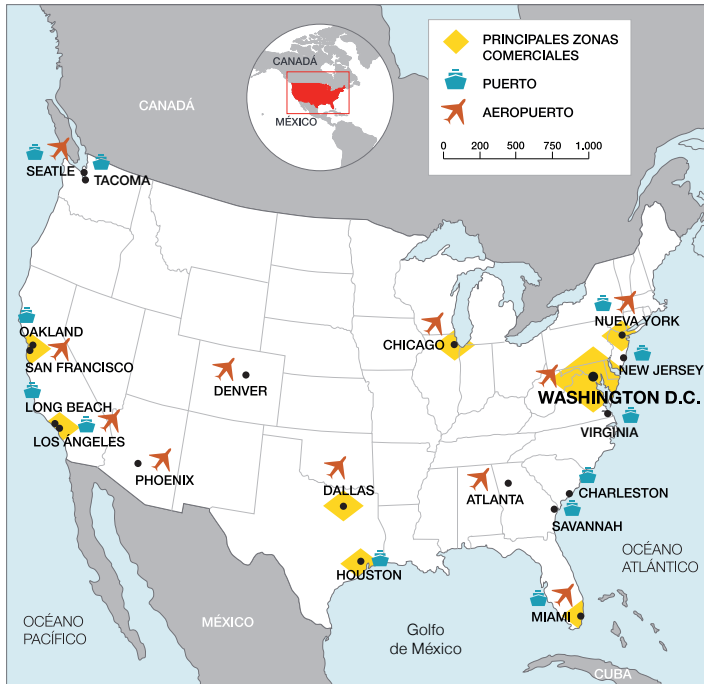 CANADÁ
MÉXICO
PRINCIPALES ZONAS
COMERCIALES
PUERTO
AEROPUERTO
0 250 500 750 1.000
CANADÁ
SEATLE
TACOMA
OAKLAND
SAN FRANCISCO
LONG BEACH
LOS ÁNGELES
PHOENIX
DENVER
CHICAGO
DALLAS
HOUSTON
ATLANTA
NUEVA YORK
NEW JERSEY
WASHINGTON D.C.
VIRGINIA
CHARLESTON
SAVANNAH
MIAMI
OCÉANO
ATLÁNTICO
OCÉANO
PACÍFICO
MÉXICO
Golfo
de México
CUBA